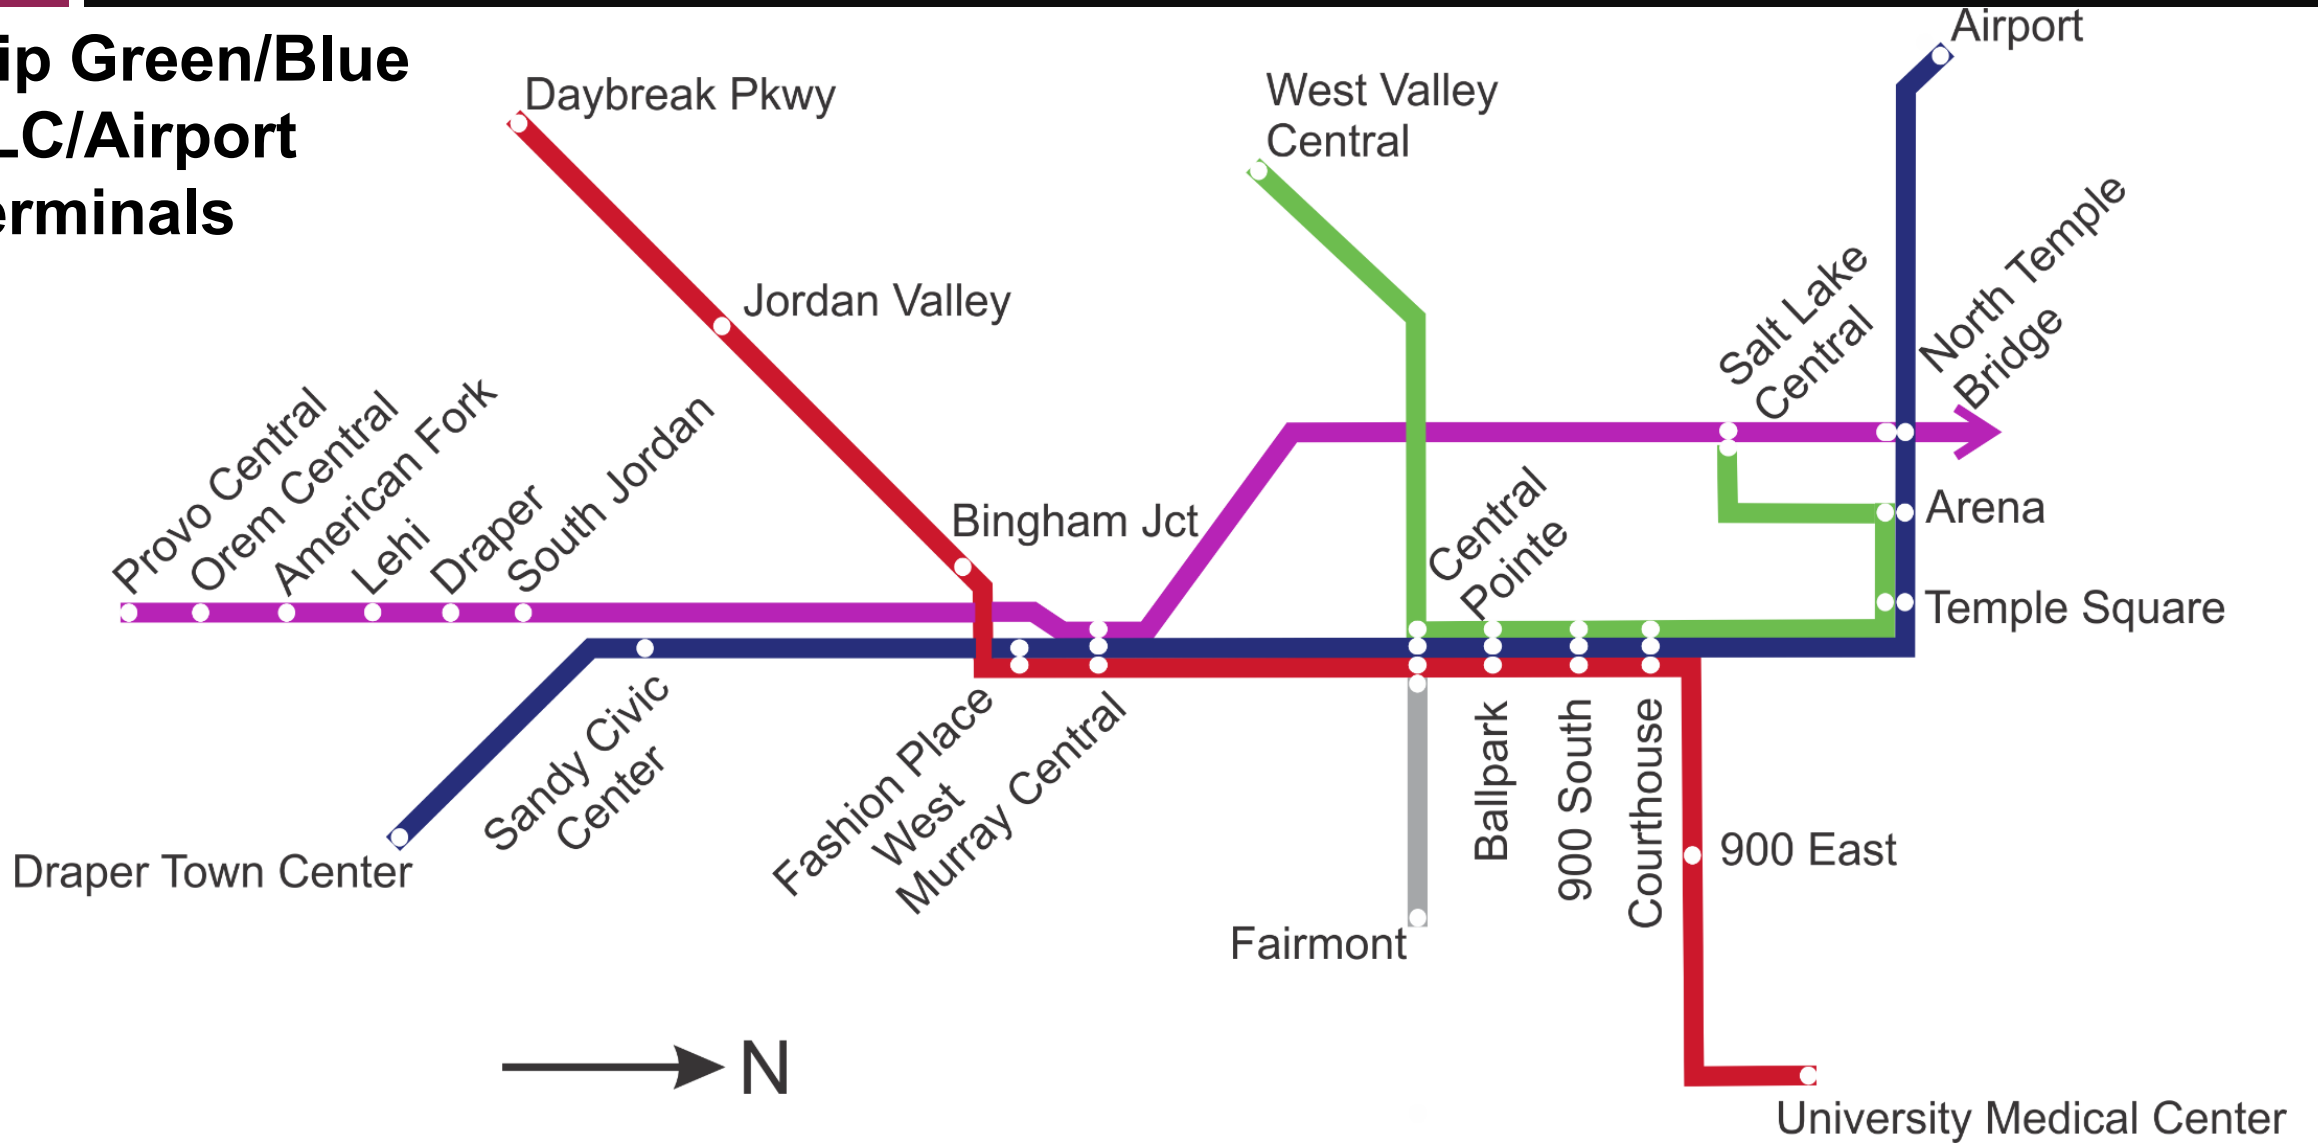 ip Green/Blue
LC/Airport
erminals
Airport
Daybreak Pkwy
West Valley
Central
Jordan Valley
Salt Lake
Central
North Temple
Bridge
Provo Central
Orem Central
American Fork
Lehi
Draper
South Jordan
Bingham Jct
Central
Pointe
Arena
Temple Square
Sandy Civic
Center
Fashion Place
West
Murray Central
Ballpark
900 South
Courthouse
900 East
Draper Town Center
Fairmont
N
University Medical Center